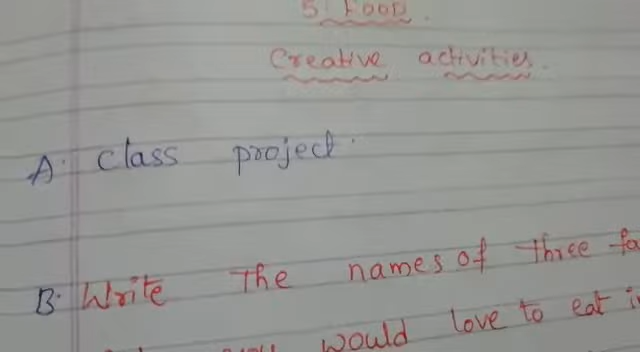 5. Food.
Creative activities.
A. Class project.
B. Write The names of three
would love to eat